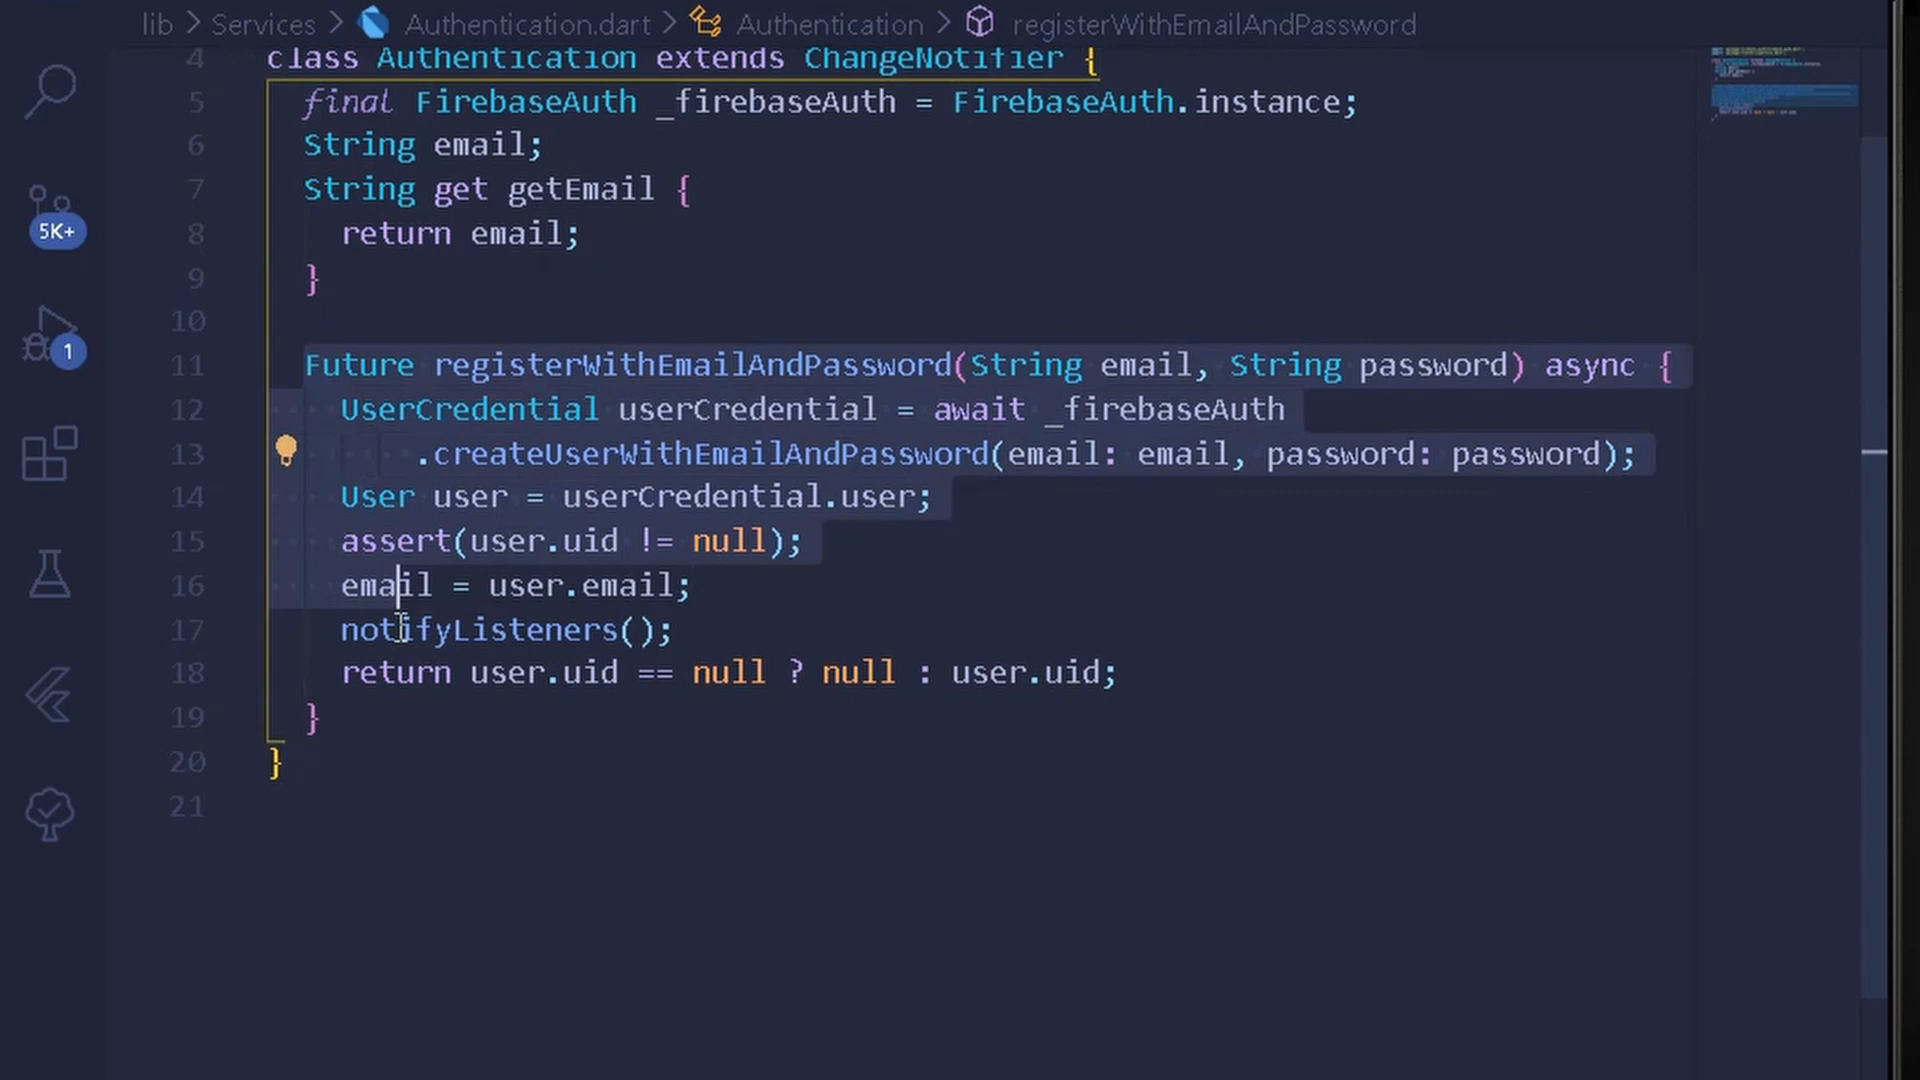 lib > Services > Authentication.dart > Authentication > registerWithEmailAndPassword
4 class Authentication extends ChangeNotifier {
5 final FirebaseAuth _firebaseAuth = FirebaseAuth.instance;
6 String email;
7 String get getEmail {
8 return email;
9 }
10
11 Future registerWithEmailAndPassword(String email, String password) async {
12 UserCredential userCredential = await _firebaseAuth
13 .createUserWithEmailAndPassword(email: email, password: password);
14 User user = userCredential.user;
15 assert(user.uid != null);
16 email = user.email;
17 notifyListeners();
18 return user.uid == null ? null : user.uid;
19 }
20 }
21
5K+
1